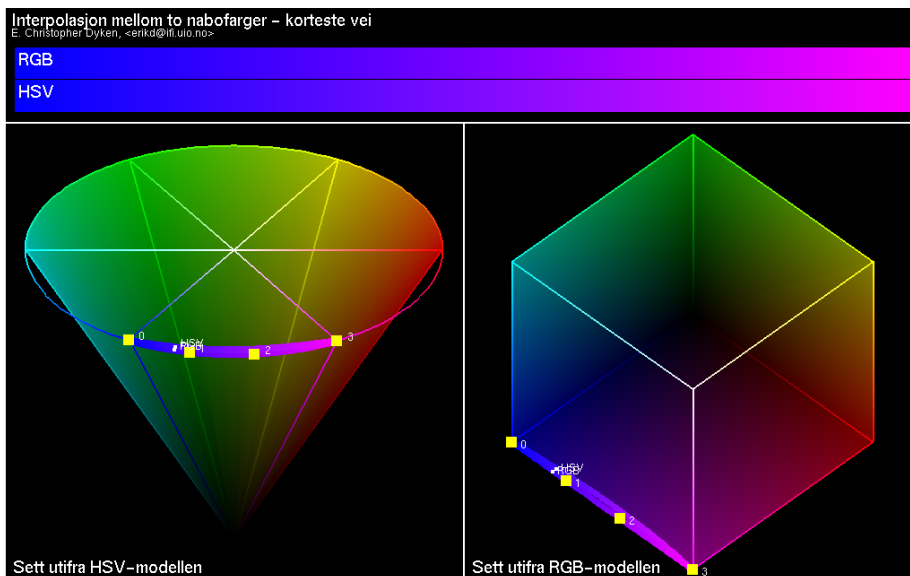 Interpolasjon mellom to nabofarger - korteste vei
E. Christopher Dyken, <erikd@ifi.uio.no>
RGB
HSV
0
HSV
RGB
1
2
3
Sett utifra HSV-modellen
0
HSV
RGB
1
2
3
Sett utifra RGB-modellen